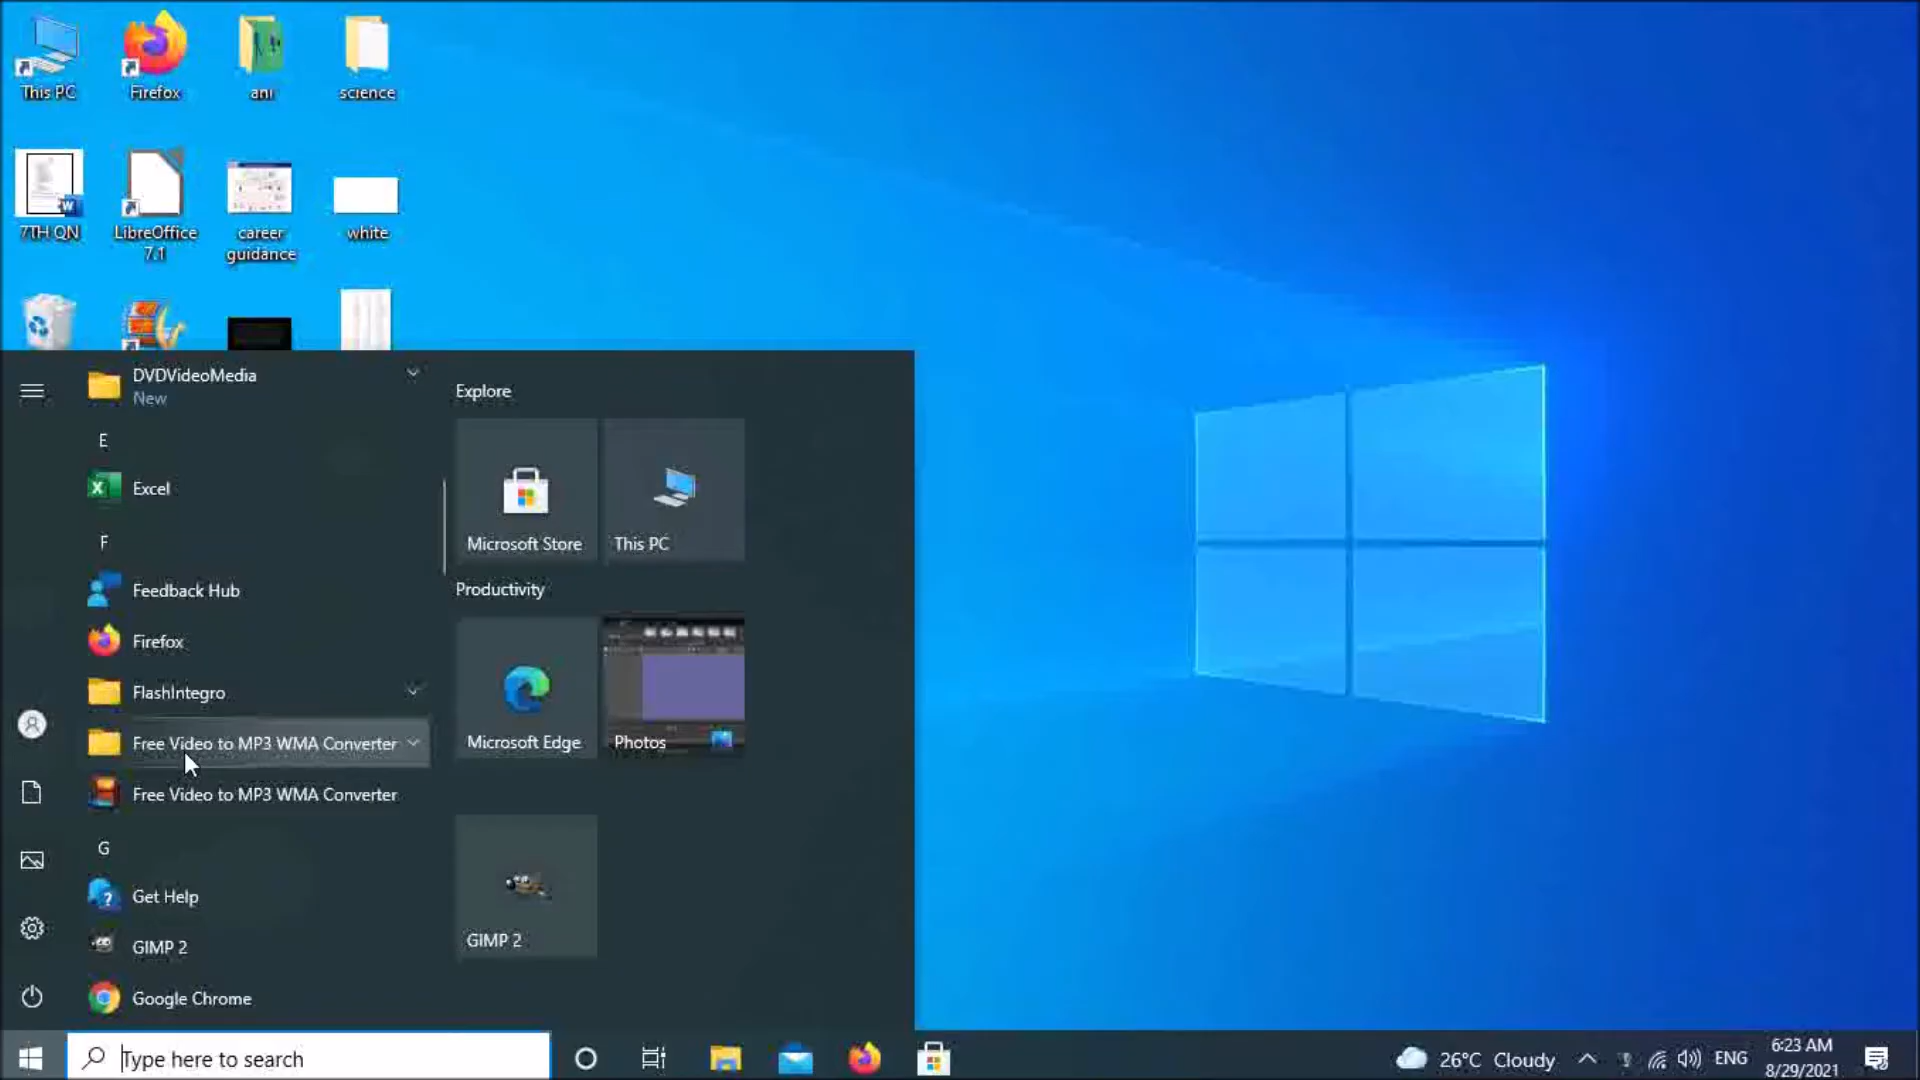 This PC
Firefox
ani
science
7TH QN
LibreOffice
7.1
career
guidance
white
DVDVideoMedia
New
E
Excel
F
Feedback Hub
Firefox
FlashIntegro
Free Video to MP3 WMA Converter
Free Video to MP3 WMA Converter
G
Get Help
GIMP 2
Google Chrome
Explore
Microsoft Store
This PC
Productivity
Microsoft Edge
Photos
GIMP 2
Type here to search
26°C Cloudy
ENG
6:23 AM
8/29/2021